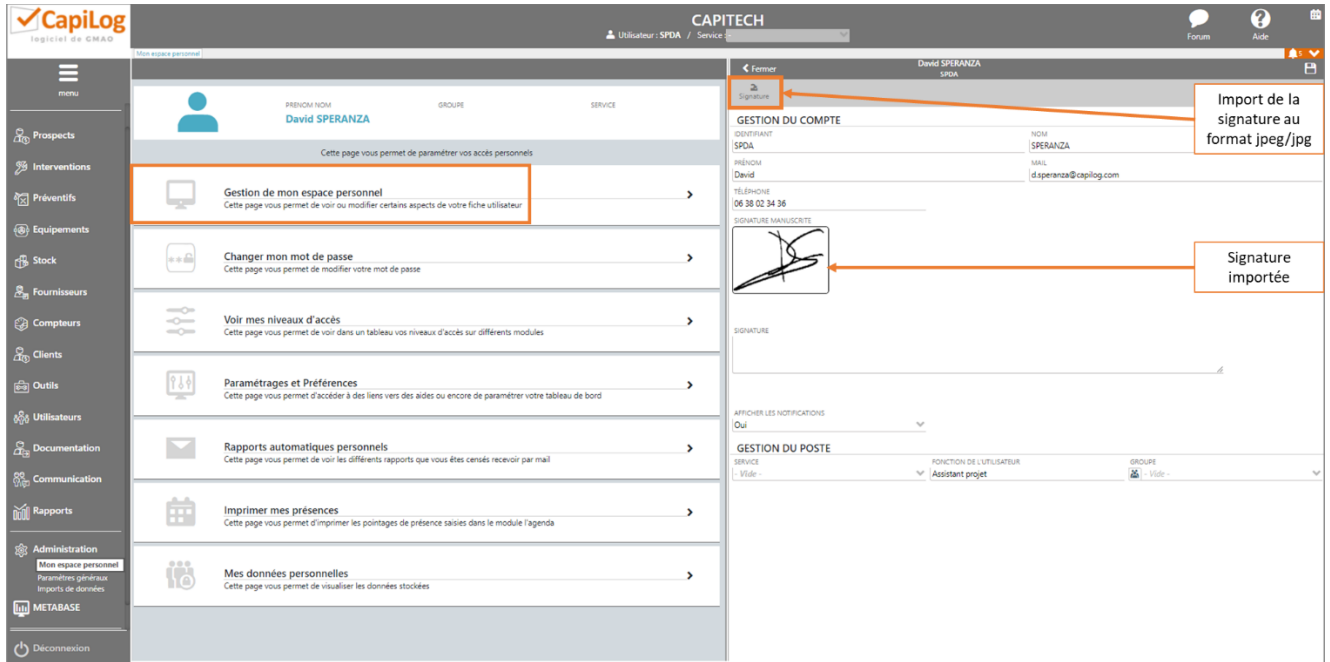 CapiLog
logiciel de GMAO
CAPITECH
Utilisateur : SPDA / Service : -
Forum
Aide
Mon espace personnel
5
menu
Prospects
Interventions
Préventifs
Equipements
Stock
Fournisseurs
Compteurs
Clients
Outils
Utilisateurs
Documentation
Communication
Rapports
Administration
Mon espace personnel
Paramètres généraux
Imports de données
METABASE
Déconnexion
PRENOM NOM GROUPE SERVICE
David SPERANZA
Cette page vous permet de paramétrer vos accès personnels
Gestion de mon espace personnel
Cette page vous permet de voir ou modifier certains aspects de votre fiche utilisateur
Changer mon mot de passe
Cette page vous permet de modifier votre mot de passe
Voir mes niveaux d'accès
Cette page vous permet de voir dans un tableau vos niveaux d'accès sur différents modules
Paramétrages et Préférences
Cette page vous permet d'accéder à des liens vers des aides ou encore de paramétrer votre tableau de bord
Rapports automatiques personnels
Cette page vous permet de voir les différents rapports que vous êtes censés recevoir par mail
Imprimer mes présences
Cette page vous permet d'imprimer les pointages de présence saisies dans le module l'agenda
Mes données personnelles
Cette page vous permet de visualiser les données stockées
Fermer
David SPERANZA
SPDA
Signature
GESTION DU COMPTE
IDENTIFIANT NOM
SPDA SPERANZA
PRÉNOM MAIL
David d.speranza@capilog.com
TÉLÉPHONE
06 38 02 34 36
SIGNATURE MANUSCRITE
SIGNATURE
AFFICHER LES NOTIFICATIONS
Oui
GESTION DU POSTE
SERVICE FONCTION DE L'UTILISATEUR GROUPE
- Vide - Assistant projet - Vide -
Import de la
signature au
format jpeg/jpg
Signature
importée